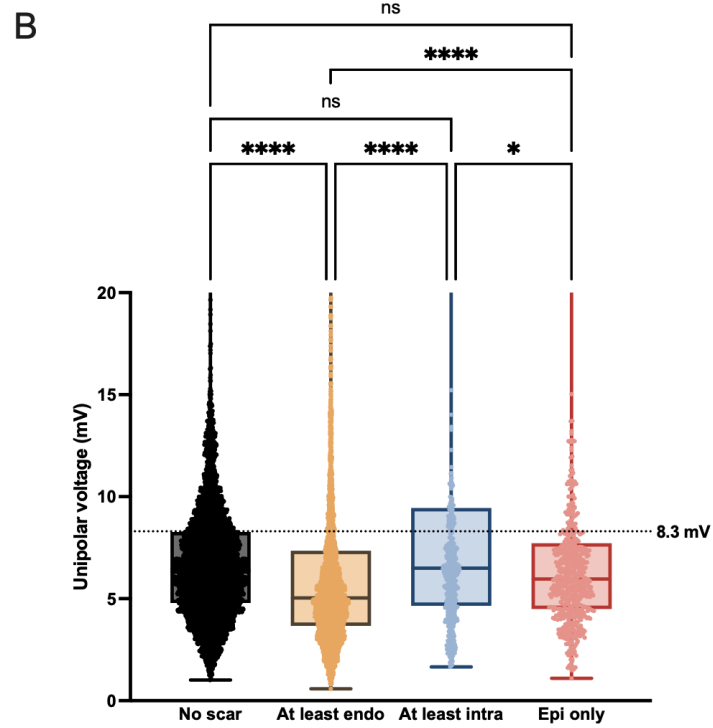 B
ns
****
ns
**** **** *
20
15
10
5
0
Unipolar voltage (mV)
8.3 mV
No scar At least endo At least intra Epi only